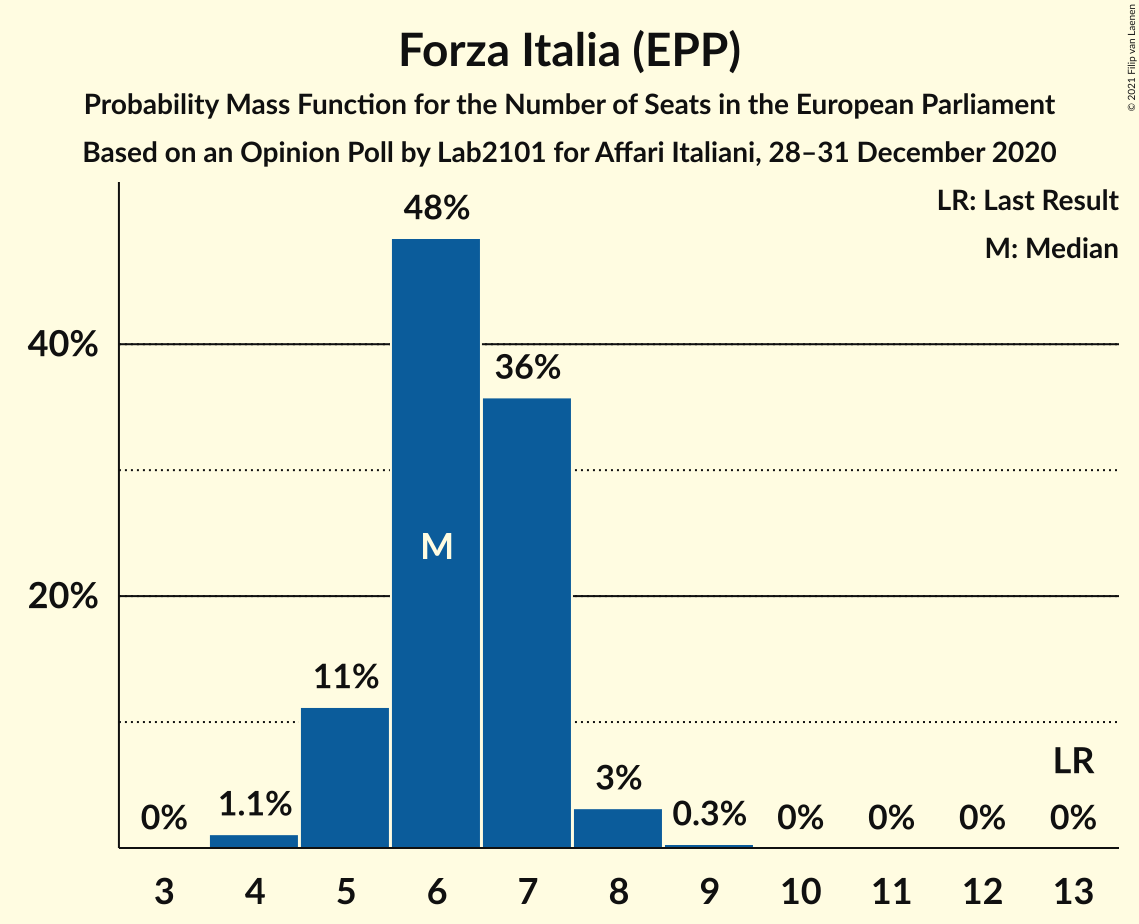 Forza Italia (EPP)
Probability Mass Function for the Number of Seats in the European Parliament
Based on an Opinion Poll by Lab2101 for Affari Italiani, 28–31 December 2020
© 2021 Filip van Laenen
LR: Last Result
M: Median
48%
40%
36%
M
20%
11%
LR
3%
0% 1.1% 0.3% 0% 0% 0% 0%
3 4 5 6 7 8 9 10 11 12 13